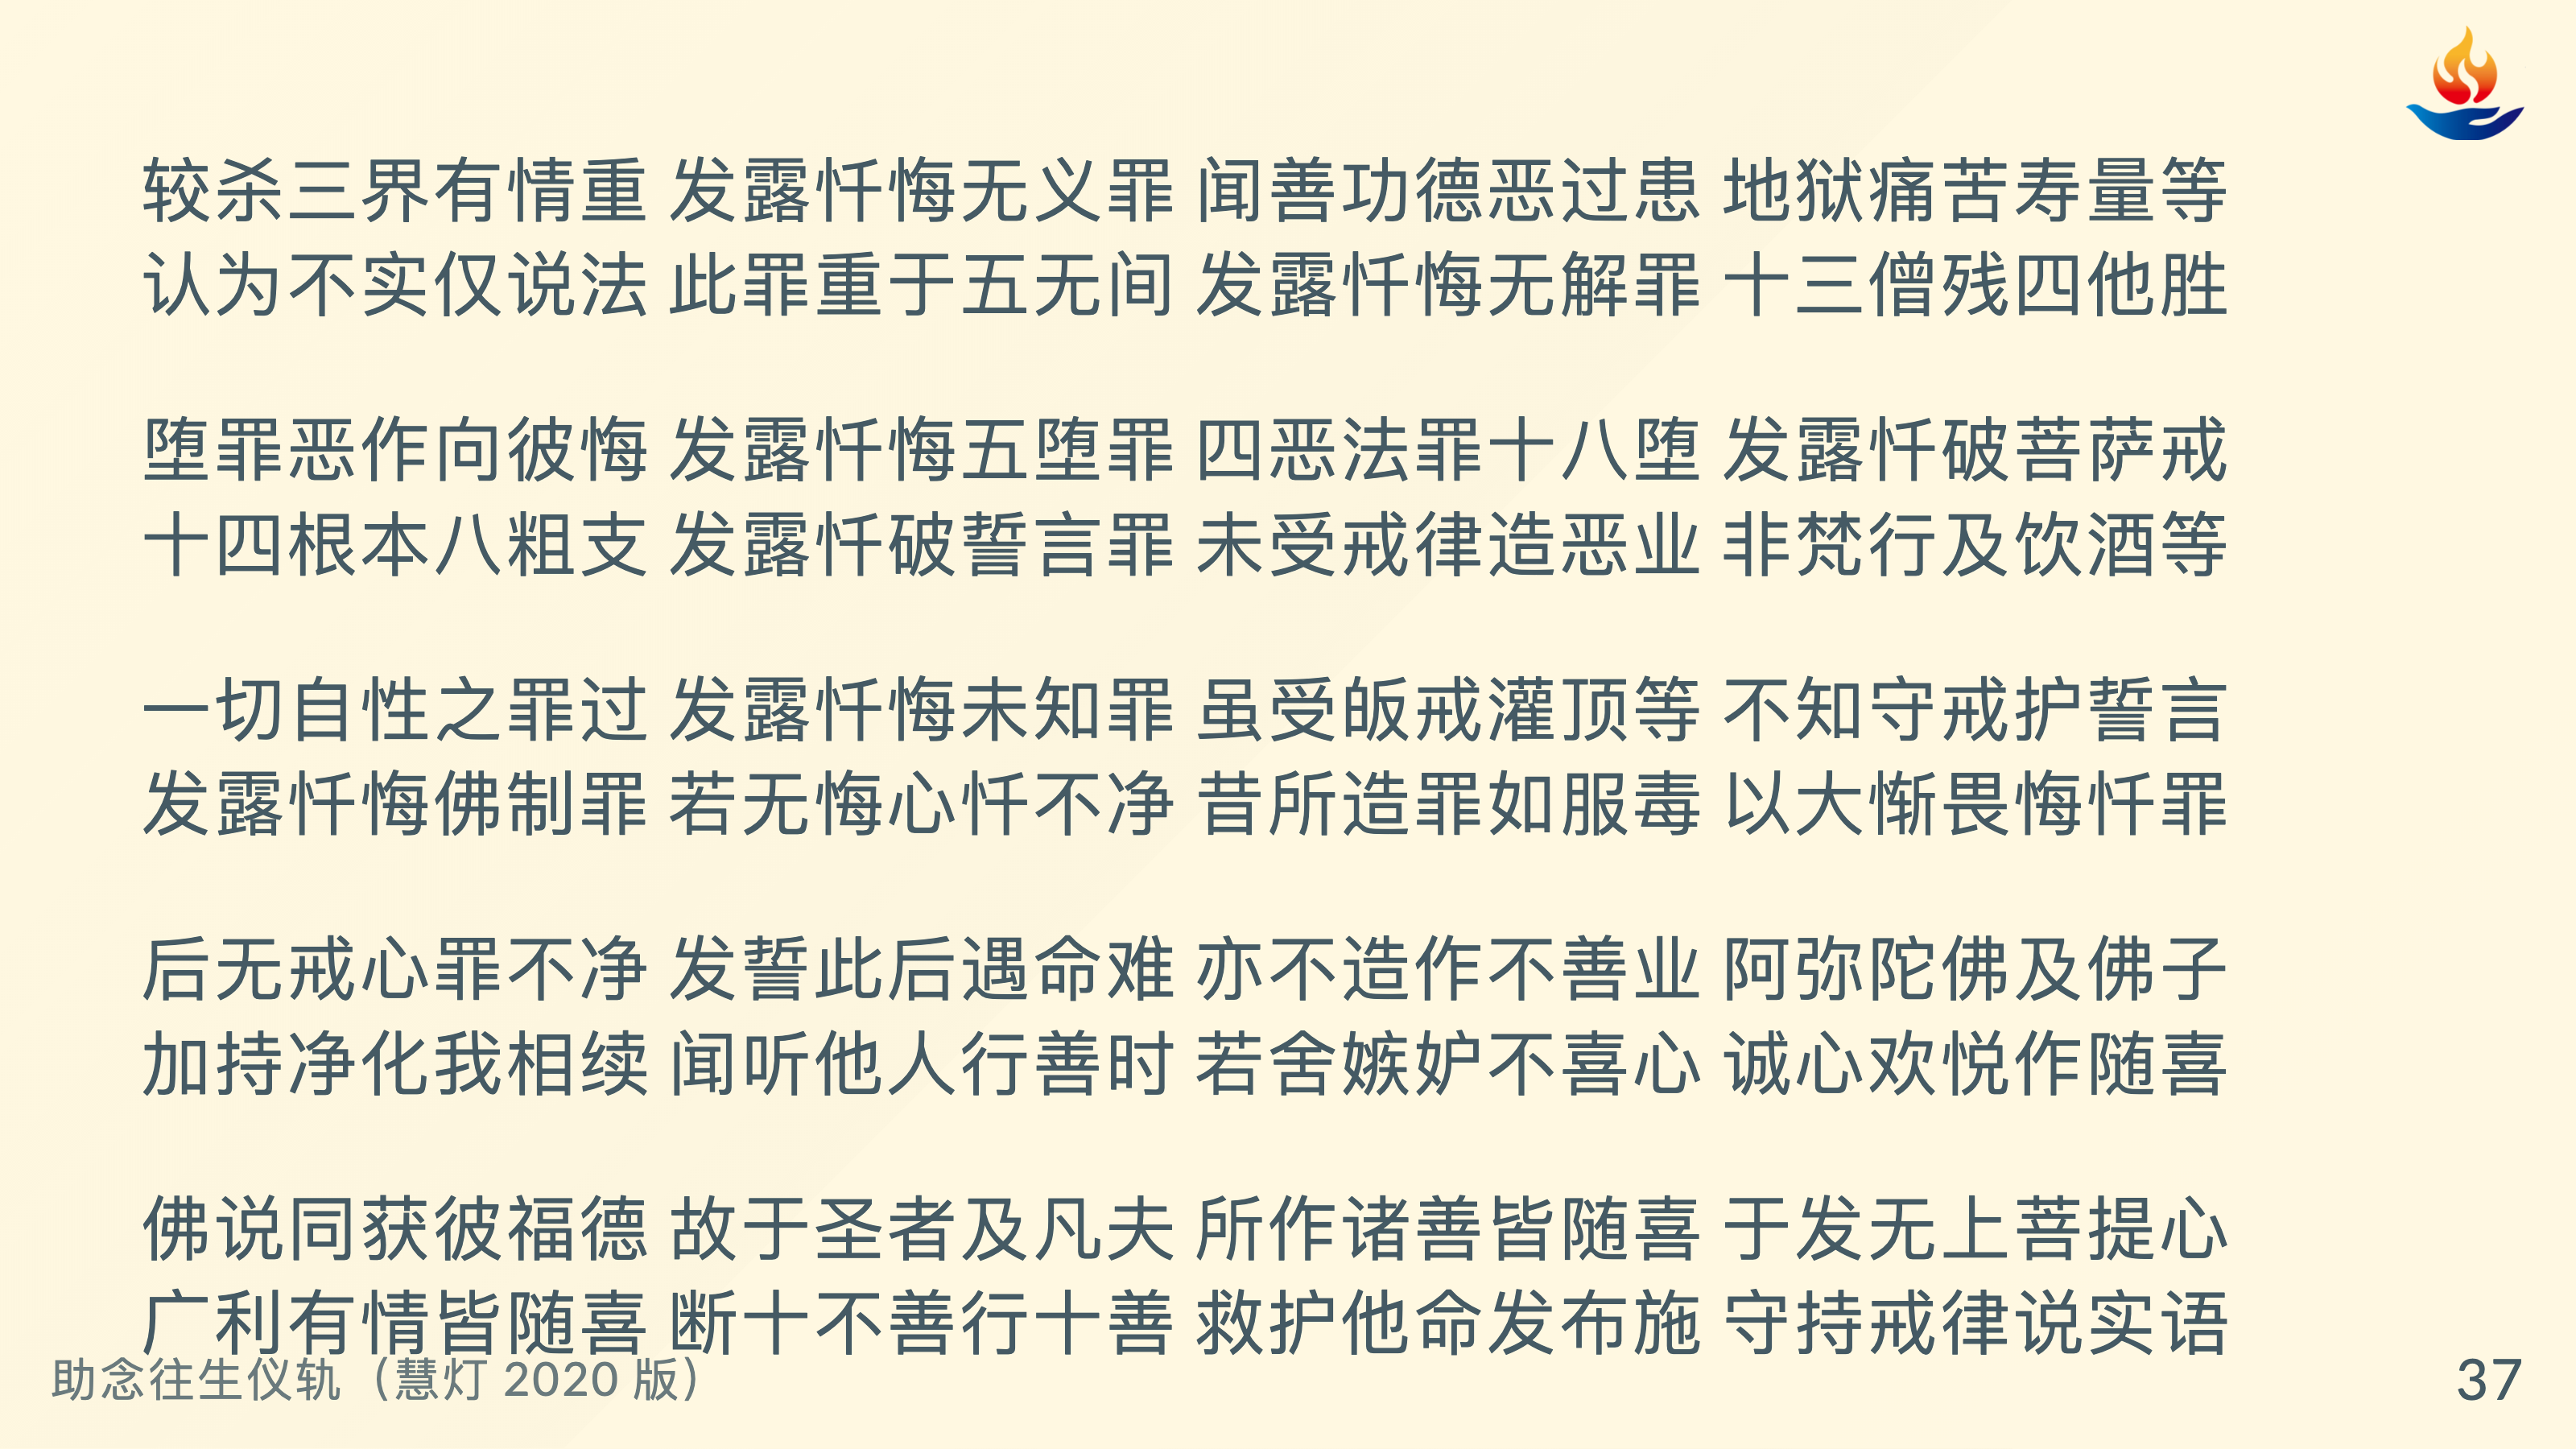 较杀三界有情重 发露忏悔无义罪 闻善功德恶过患 地狱痛苦寿量等
认为不实仅说法 此罪重于五无间 发露忏悔无解罪 十三僧残四他胜
堕罪恶作向彼悔 发露忏悔五堕罪 四恶法罪十八堕 发露忏破菩萨戒
十四根本八粗支 发露忏破誓言罪 未受戒律造恶业 非梵行及饮酒等
一切自性之罪过 发露忏悔未知罪 虽受皈戒灌顶等 不知守戒护誓言
发露忏悔佛制罪 若无悔心忏不净 昔所造罪如服毒 以大惭畏悔忏罪
后无戒心罪不净 发誓此后遇命难 亦不造作不善业 阿弥陀佛及佛子
加持净化我相续 闻听他人行善时 若舍嫉妒不喜心 诚心欢悦作随喜
佛说同获彼福德 故于圣者及凡夫 所作诸善皆随喜 于发无上菩提心
广利有情皆随喜 断十不善行十善 救护他命发布施 守持戒律说实语
助念往生仪轨（慧灯 2020 版）
37